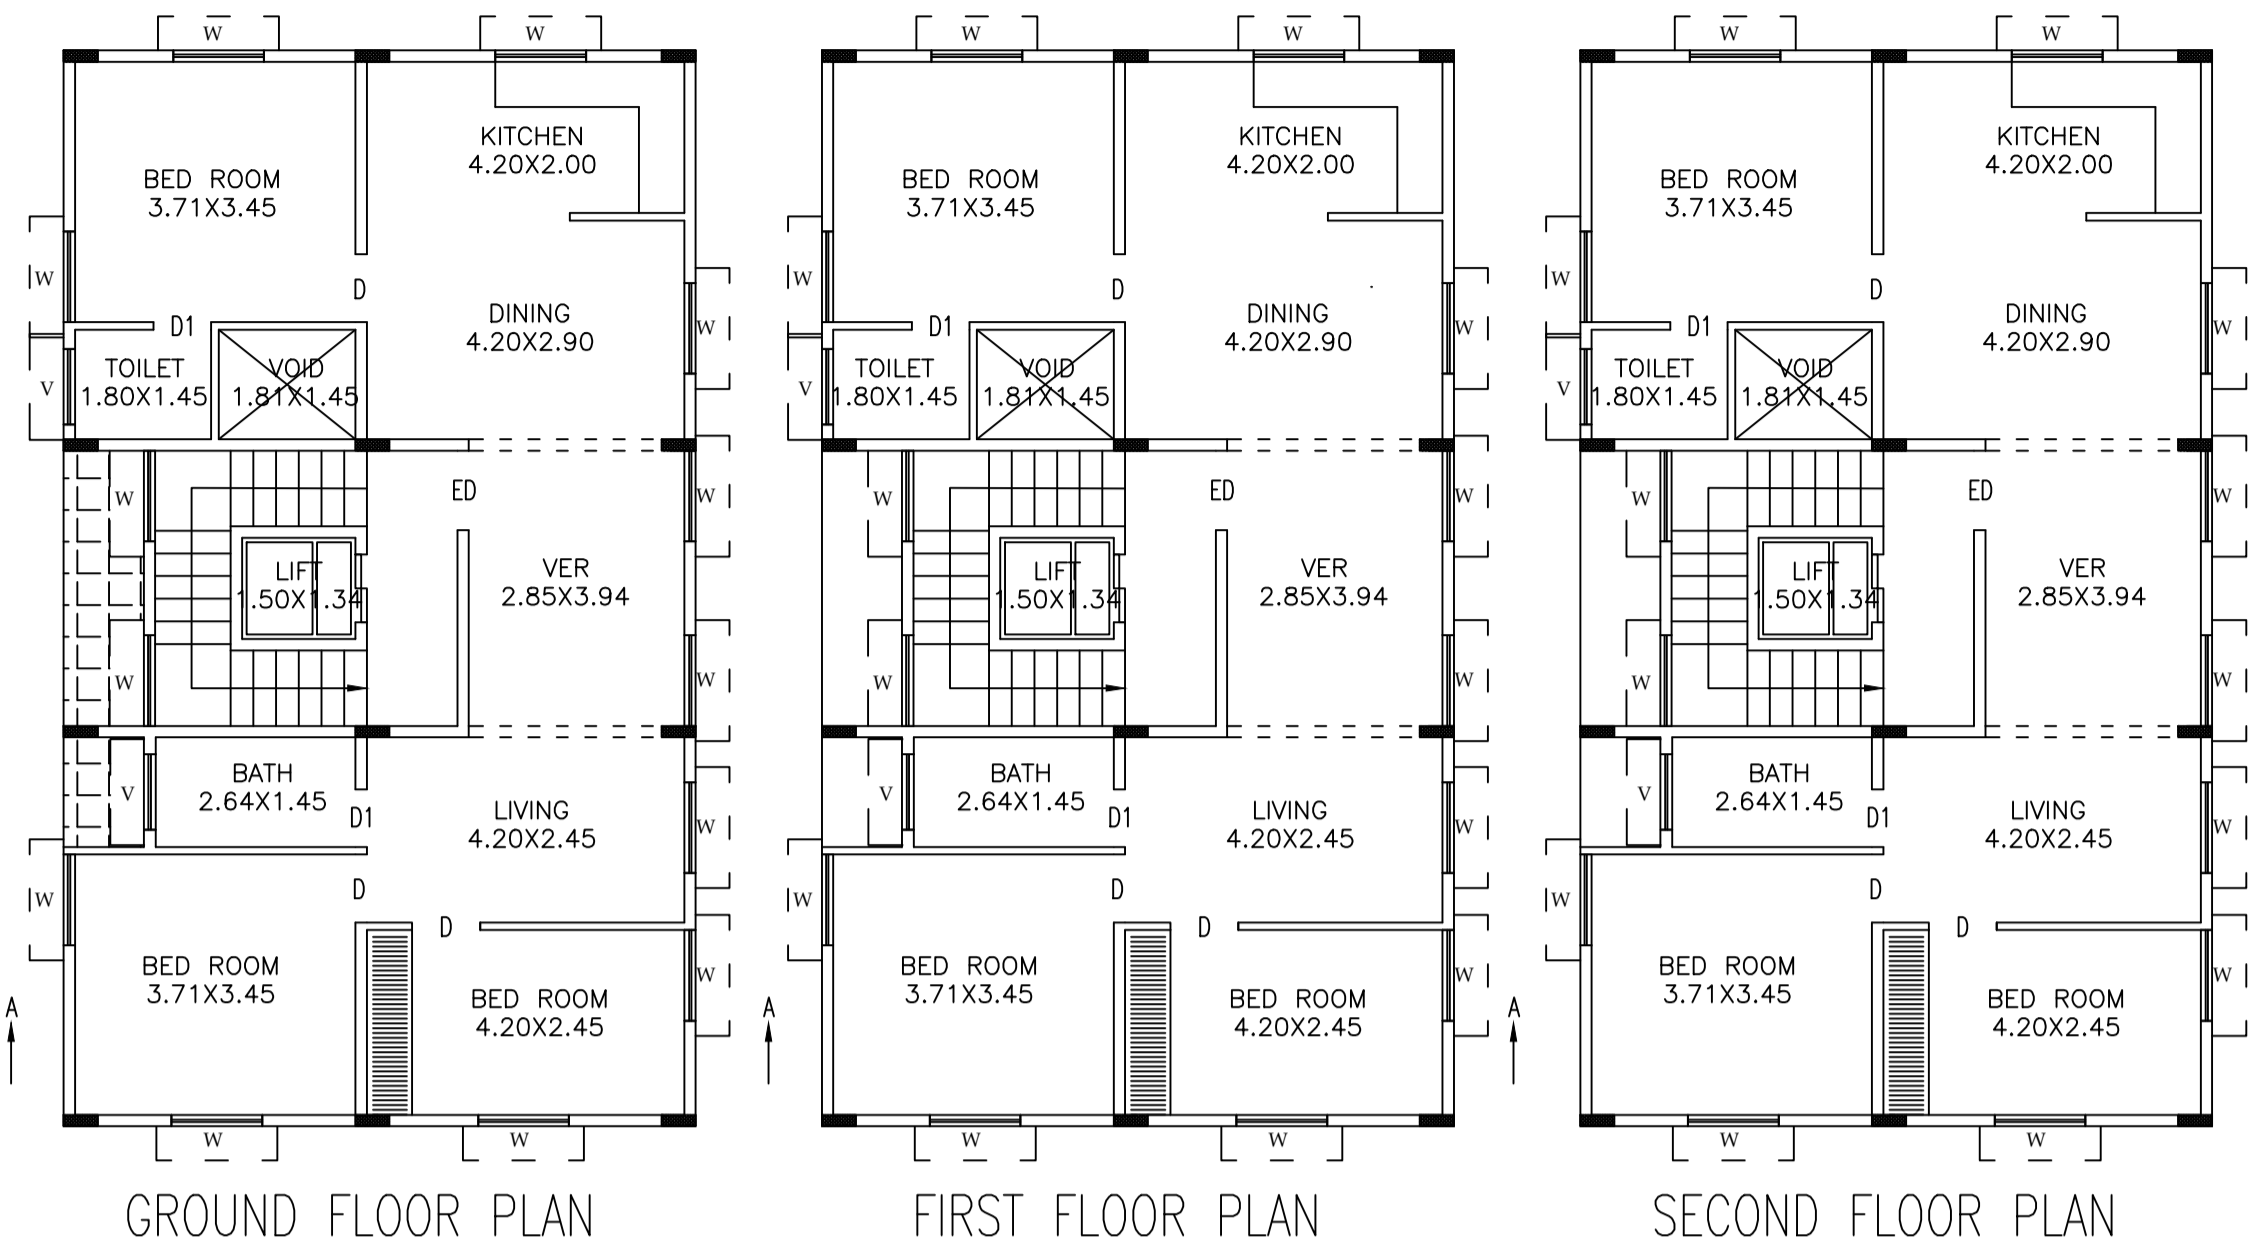 W
W
KITCHEN
4.20X2.00
BED ROOM
3.71X3.45
W
D
DINING
4.20X2.90
W
D1
TOILET
1.80X1.45
VOID
1.81X1.45
V
W
ED
W
LIFT
1.50X1.34
VER
2.85X3.94
W
W
BATH
2.64X1.45
V
D1
LIVING
4.20X2.45
W
W
D
D
BED ROOM
3.71X3.45
W
BED ROOM
4.20X2.45
A
W
W
GROUND FLOOR PLAN
W
W
KITCHEN
4.20X2.00
BED ROOM
3.71X3.45
W
D
DINING
4.20X2.90
W
D1
TOILET
1.80X1.45
VOID
1.81X1.45
V
W
ED
W
LIFT
1.50X1.34
VER
2.85X3.94
W
W
BATH
2.64X1.45
V
D1
LIVING
4.20X2.45
W
W
D
D
BED ROOM
3.71X3.45
W
BED ROOM
4.20X2.45
A
W
W
FIRST FLOOR PLAN
W
W
KITCHEN
4.20X2.00
BED ROOM
3.71X3.45
W
D
DINING
4.20X2.90
W
D1
TOILET
1.80X1.45
VOID
1.81X1.45
V
W
ED
W
LIFT
1.50X1.34
VER
2.85X3.94
W
W
BATH
2.64X1.45
V
D1
LIVING
4.20X2.45
W
W
D
D
BED ROOM
3.71X3.45
W
BED ROOM
4.20X2.45
A
W
W
SECOND FLOOR PLAN